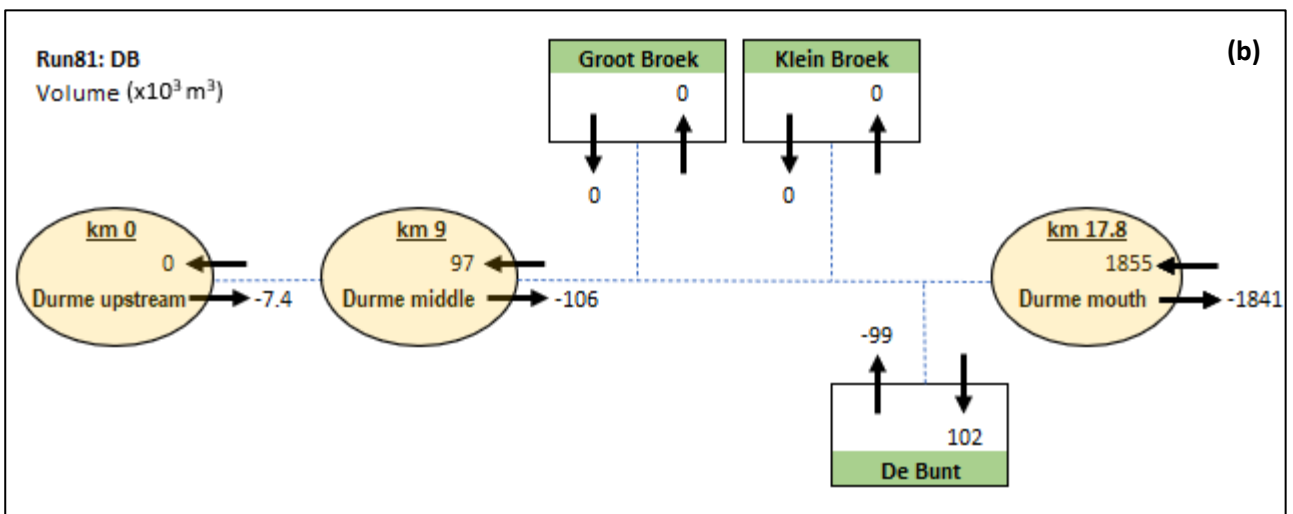 Run81: DB
Volume (x10³ m³)
(b)
Groot Broek
0
0
Klein Broek
0
0
km 0
0
Durme upstream
-7.4
km 9
97
Durme middle
-106
km 17.8
1855
Durme mouth
-1841
-99
102
De Bunt